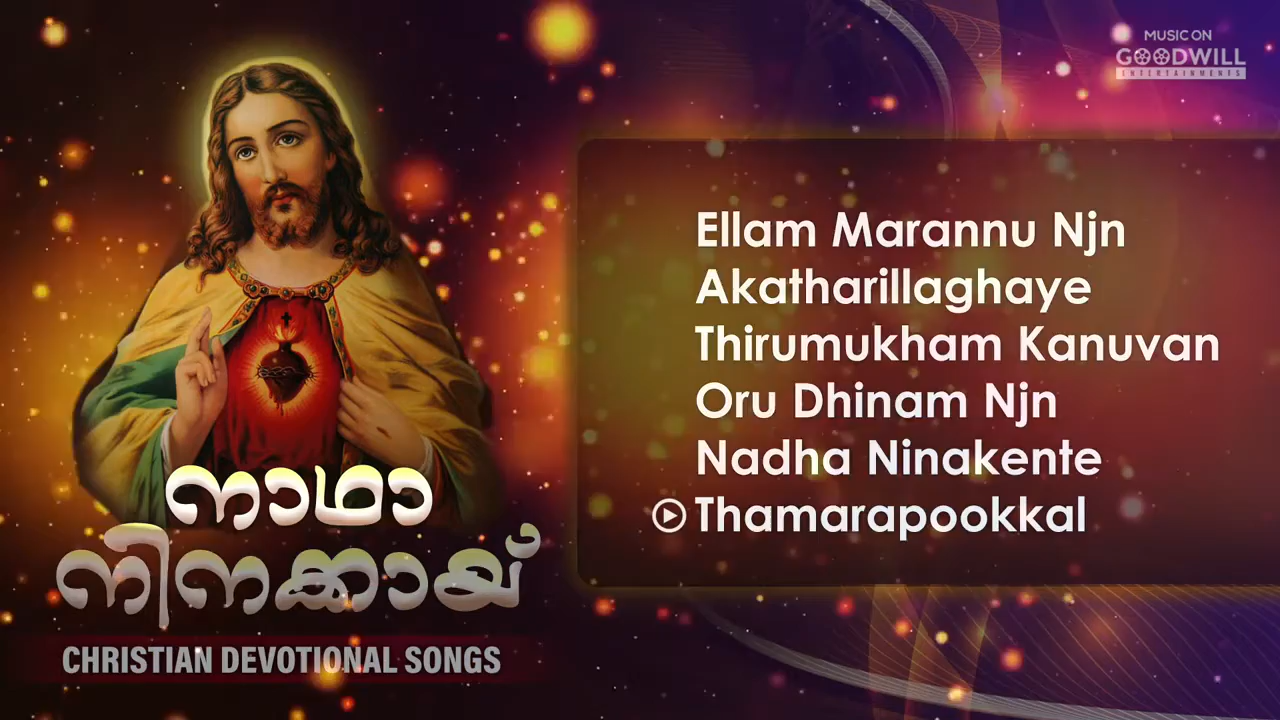 MUSIC ON
GOODWILL
ENTERTAINMENTS
Ellam Marannu Njn
Akatharillaghaye
Thirumukham Kanuvan
Oru Dhinam Njn
Nadha Ninakente
Thamarapookkal
നാഥാ
നിനക്കായ്
CHRISTIAN DEVOTIONAL SONGS